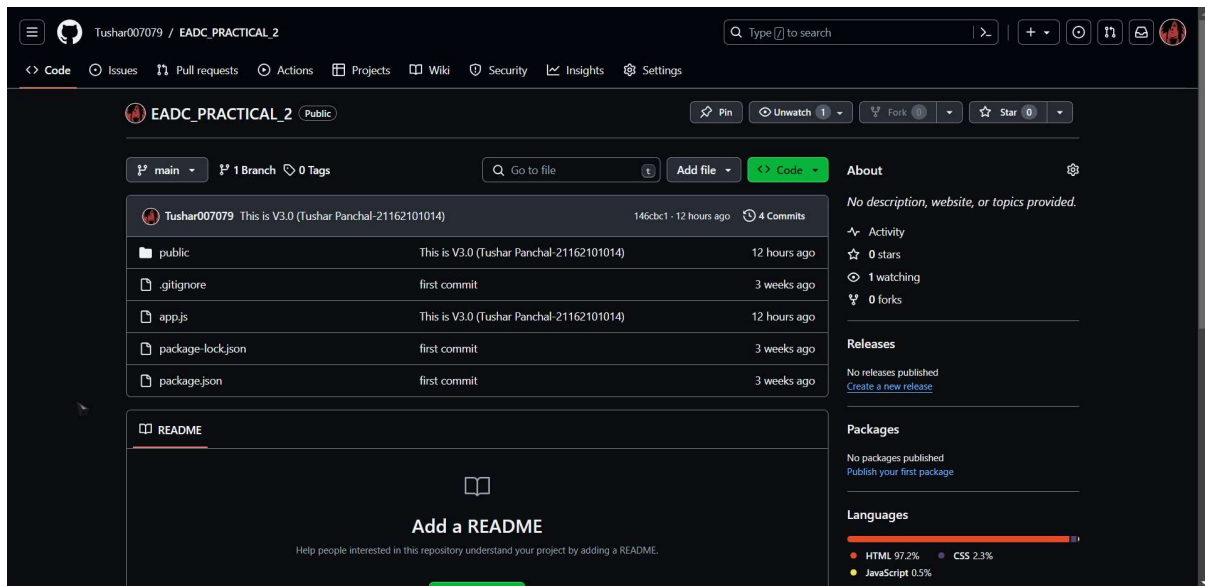 Tushar007079 / EADC_PRACTICAL_2
Type / to search
Code Issues Pull requests Actions Projects Wiki Security Insights Settings
EADC_PRACTICAL_2 Public
Pin Unwatch 1 Fork 0 Star 0
main 1 Branch 0 Tags Go to file t Add file Code
Tushar007079 This is V3.0 (Tushar Panchal-21162101014) 146cbc1 · 12 hours ago 4 Commits
public This is V3.0 (Tushar Panchal-21162101014) 12 hours ago
.gitignore first commit 3 weeks ago
app.js This is V3.0 (Tushar Panchal-21162101014) 12 hours ago
package-lock.json first commit 3 weeks ago
package.json first commit 3 weeks ago
README
Add a README
Help people interested in this repository understand your project by adding a README.
About
No description, website, or topics provided.
Activity
0 stars
1 watching
0 forks
Releases
No releases published
Create a new release
Packages
No packages published
Publish your first package
Languages
HTML 97.2% CSS 2.3%
JavaScript 0.5%